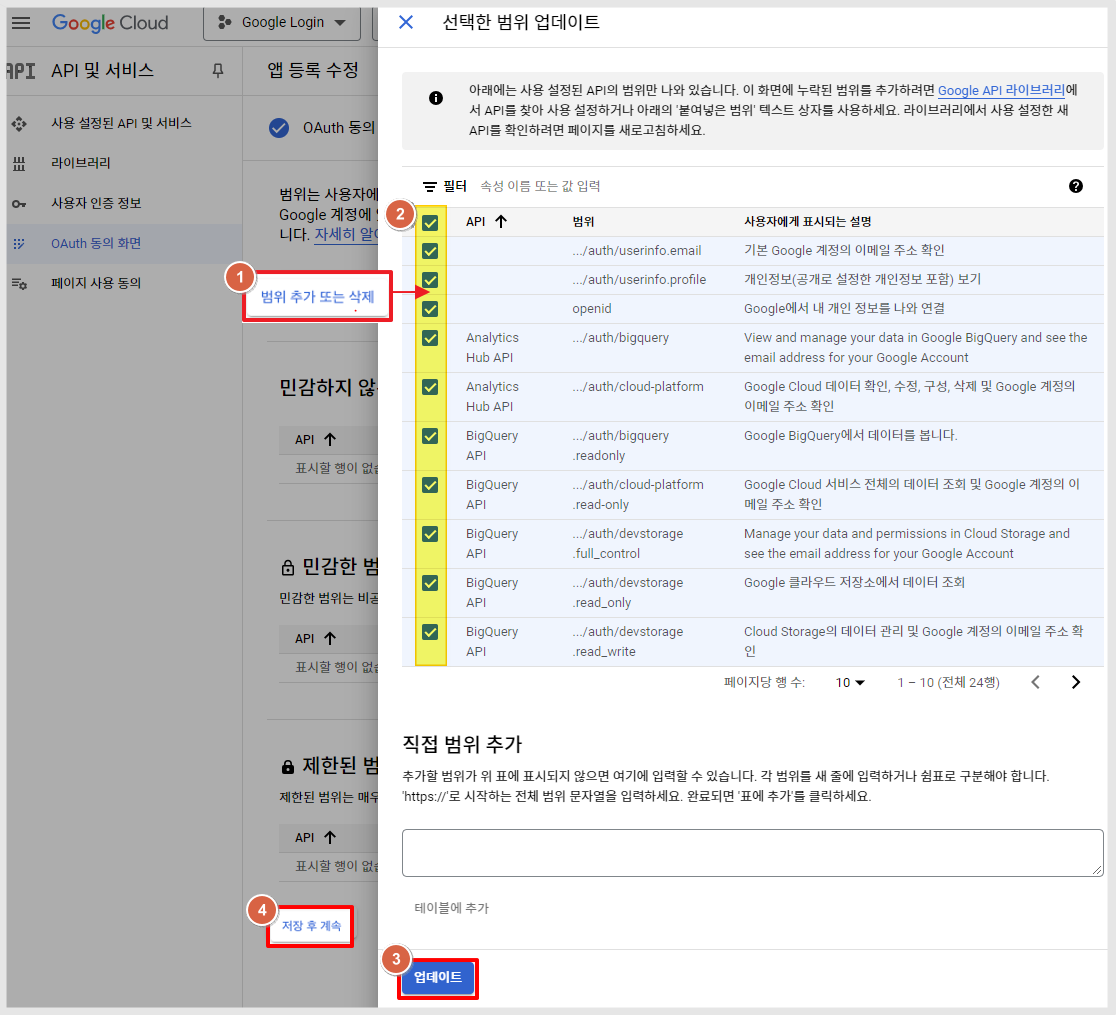 Google Cloud
Google Login
API
API 및 서비스
사용 설정된 API 및 서비스
라이브러리
사용자 인증 정보
OAuth 동의 화면
페이지 사용 동의
앱 등록 수정
OAuth 동의
범위는 사용자에
Google 계정에
니다. 자세히 알
1
범위 추가 또는 삭제
민감하지 않
API
표시할 행이 없
민감한 범
민감한 범위는 비공
API
표시할 행이 없
제한된 범
제한된 범위는 매우
API
표시할 행이 없
4
저장 후 계속
선택한 범위 업데이트
아래에는 사용 설정된 API의 범위만 나와 있습니다. 이 화면에 누락된 범위를 추가하려면 Google API 라이브러리에
서 API를 찾아 사용 설정하거나 아래의 '붙여넣은 범위' 텍스트 상자를 사용하세요. 라이브러리에서 사용 설정한 새
API를 확인하려면 페이지를 새로고침하세요.
필터 속성 이름 또는 값 입력
2
API 범위 사용자에게 표시되는 설명
.../auth/userinfo.email 기본 Google 계정의 이메일 주소 확인
.../auth/userinfo.profile 개인정보(공개로 설정한 개인정보 포함) 보기
openid Google에서 내 개인 정보를 나와 연결
Analytics .../auth/bigquery View and manage your data in Google BigQuery and see the
Hub API email address for your Google Account
Analytics .../auth/cloud-platform Google Cloud 데이터 확인, 수정, 구성, 삭제 및 Google 계정의
Hub API 이메일 주소 확인
BigQuery .../auth/bigquery Google BigQuery에서 데이터를 봅니다.
API .readonly
BigQuery .../auth/cloud-platform Google Cloud 서비스 전체의 데이터 조회 및 Google 계정의 이
API .read-only 메일 주소 확인
BigQuery .../auth/devstorage Manage your data and permissions in Cloud Storage and
API .full_control see the email address for your Google Account
BigQuery .../auth/devstorage Google 클라우드 저장소에서 데이터 조회
API .read_only
BigQuery .../auth/devstorage Cloud Storage의 데이터 관리 및 Google 계정의 이메일 주소 확
API .read_write 인
페이지당 행 수: 10 1 – 10 (전체 24행)
직접 범위 추가
추가할 범위가 위 표에 표시되지 않으면 여기에 입력할 수 있습니다. 각 범위를 새 줄에 입력하거나 쉼표로 구분해야 합니다.
'https://'로 시작하는 전체 범위 문자열을 입력하세요. 완료되면 '표에 추가'를 클릭하세요.
테이블에 추가
3
업데이트